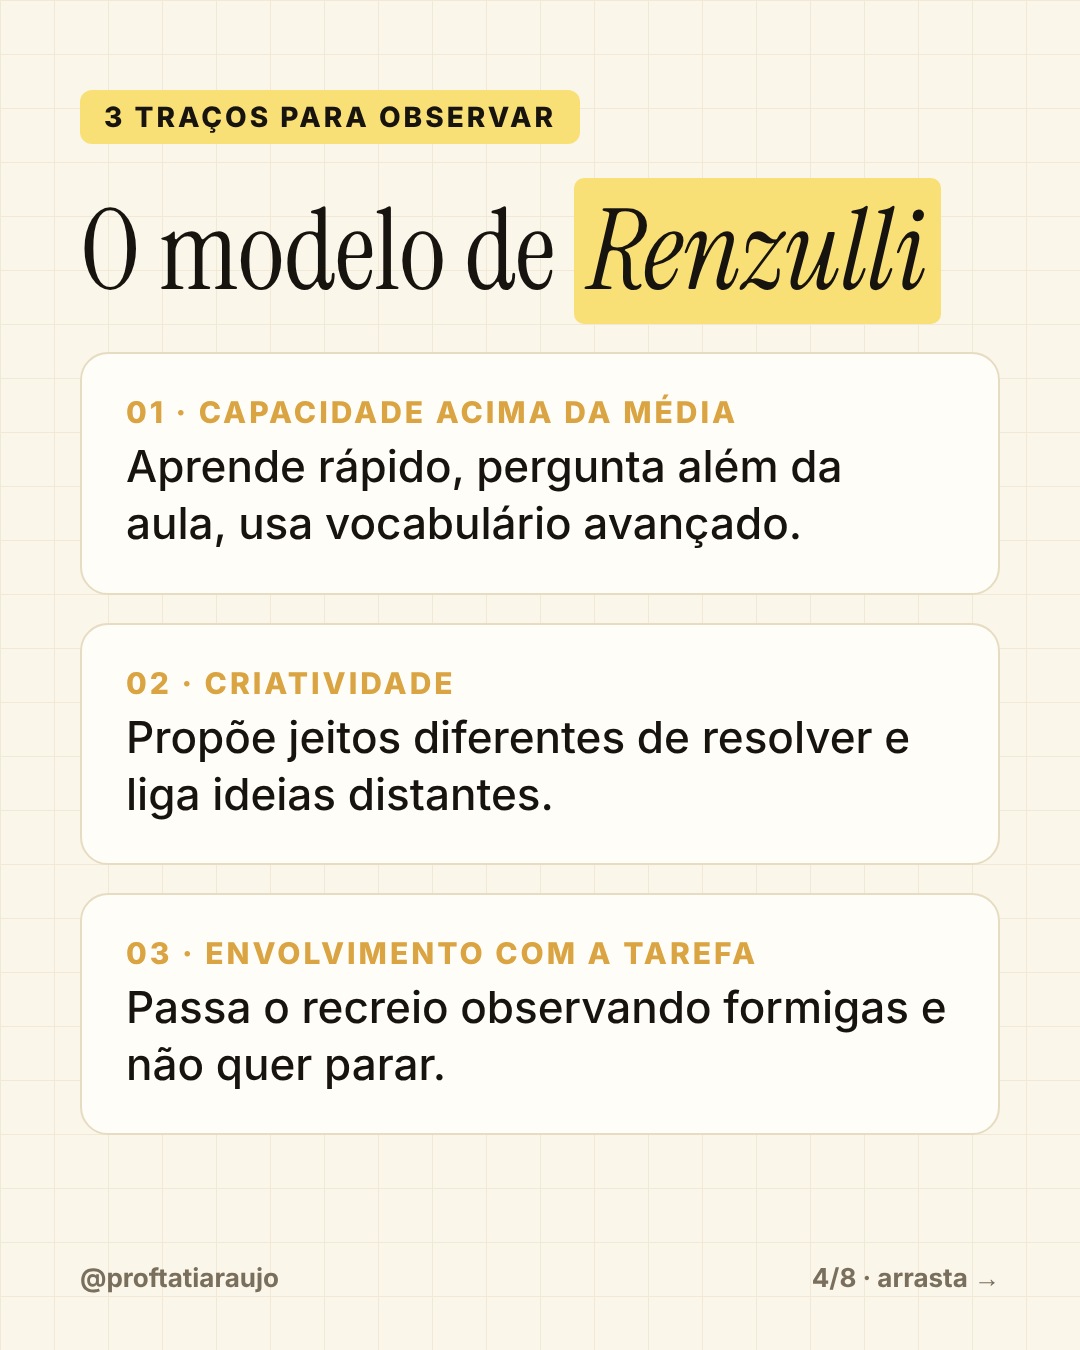 3 TRAÇOS PARA OBSERVAR
O modelo de Renzulli
01 · CAPACIDADE ACIMA DA MÉDIA
Aprende rápido, pergunta além da
aula, usa vocabulário avançado.
02 · CRIATIVIDADE
Propõe jeitos diferentes de resolver e
liga ideias distantes.
03 · ENVOLVIMENTO COM A TAREFA
Passa o recreio observando formigas e
não quer parar.
@proftatiaraujo
4/8 · arrasta →